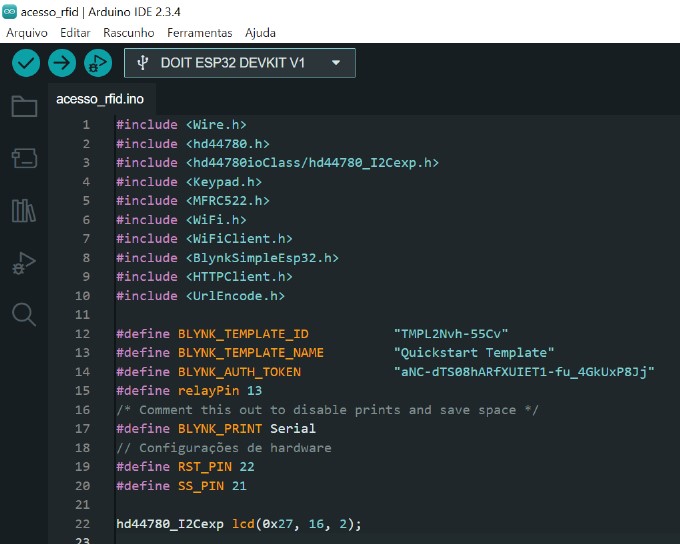 acesso_rfid | Arduino IDE 2.3.4
Arquivo Editar Rascunho Ferramentas Ajuda
DOIT ESP32 DEVKIT V1
acesso_rfid.ino
1 #include <Wire.h>
2 #include <hd44780.h>
3 #include <hd44780ioClass/hd44780_I2Cexp.h>
4 #include <Keypad.h>
5 #include <MFRC522.h>
6 #include <WiFi.h>
7 #include <WiFiClient.h>
8 #include <BlynkSimpleEsp32.h>
9 #include <HTTPClient.h>
10 #include <UrlEncode.h>
11
12 #define BLYNK_TEMPLATE_ID "TMPL2Nvh-55Cv"
13 #define BLYNK_TEMPLATE_NAME "Quickstart Template"
14 #define BLYNK_AUTH_TOKEN "aNC-dTS08hARfXUIET1-fu_4GkUxP8Jj"
15 #define relayPin 13
16 /* Comment this out to disable prints and save space */
17 #define BLYNK_PRINT Serial
18 // Configurações de hardware
19 #define RST_PIN 22
20 #define SS_PIN 21
21
22 hd44780_I2Cexp lcd(0x27, 16, 2);
23